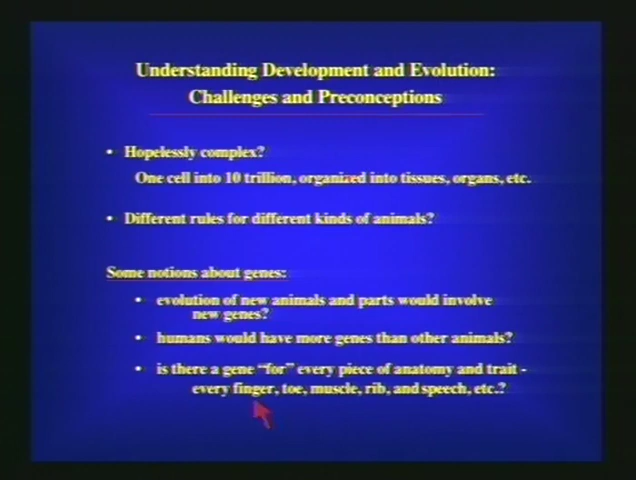 Understanding Development and Evolution:
Challenges and Preconceptions
• Hopelessly complex?
One cell into 10 trillion, organized into tissues, organs, etc.
• Different rules for different kinds of animals?
Some notions about genes:
• evolution of new animals and parts would involve
new genes?
• humans would have more genes than other animals?
• is there a gene "for" every piece of anatomy and trait -
every finger, toe, muscle, rib, and speech, etc.?